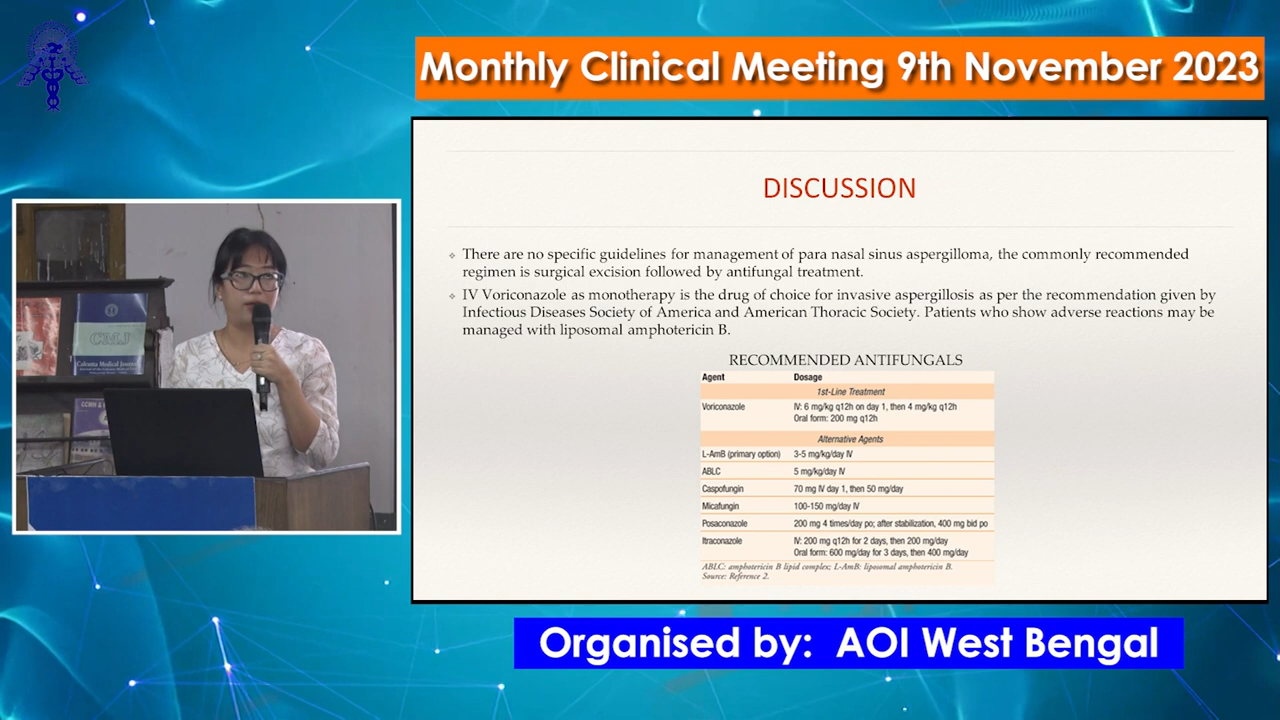 Monthly Clinical Meeting 9th November 2023
DISCUSSION
There are no specific guidelines for management of para nasal sinus aspergilloma, the commonly recommended
regimen is surgical excision followed by antifungal treatment.
IV Voriconazole as monotherapy is the drug of choice for invasive aspergillosis as per the recommendation given by
Infectious Diseases Society of America and American Thoracic Society. Patients who show adverse reactions may be
managed with liposomal amphotericin B.
RECOMMENDED ANTIFUNGALS
Agent Dosage
1st-Line Treatment
Voriconazole IV: 6 mg/kg q12h on day 1, then 4 mg/kg q12h
Oral form: 200 mg q12h
Alternative Agents
L-AmB (primary option) 3-5 mg/kg/day IV
ABLC 5 mg/kg/day IV
Caspofungin 70 mg IV day 1, then 50 mg/day
Micafungin 100-150 mg/day IV
Posaconazole 200 mg 4 times/day po; after stabilization, 400 mg bid po
Itraconazole IV: 200 mg q12h for 2 days, then 200 mg/day
Oral form: 600 mg/day for 3 days, then 400 mg/day
ABLC: amphotericin B lipid complex; L-AmB: liposomal amphotericin B.
Source: Reference 2.
CMJ
Calcutta Medical
Organised by: AOI West Bengal